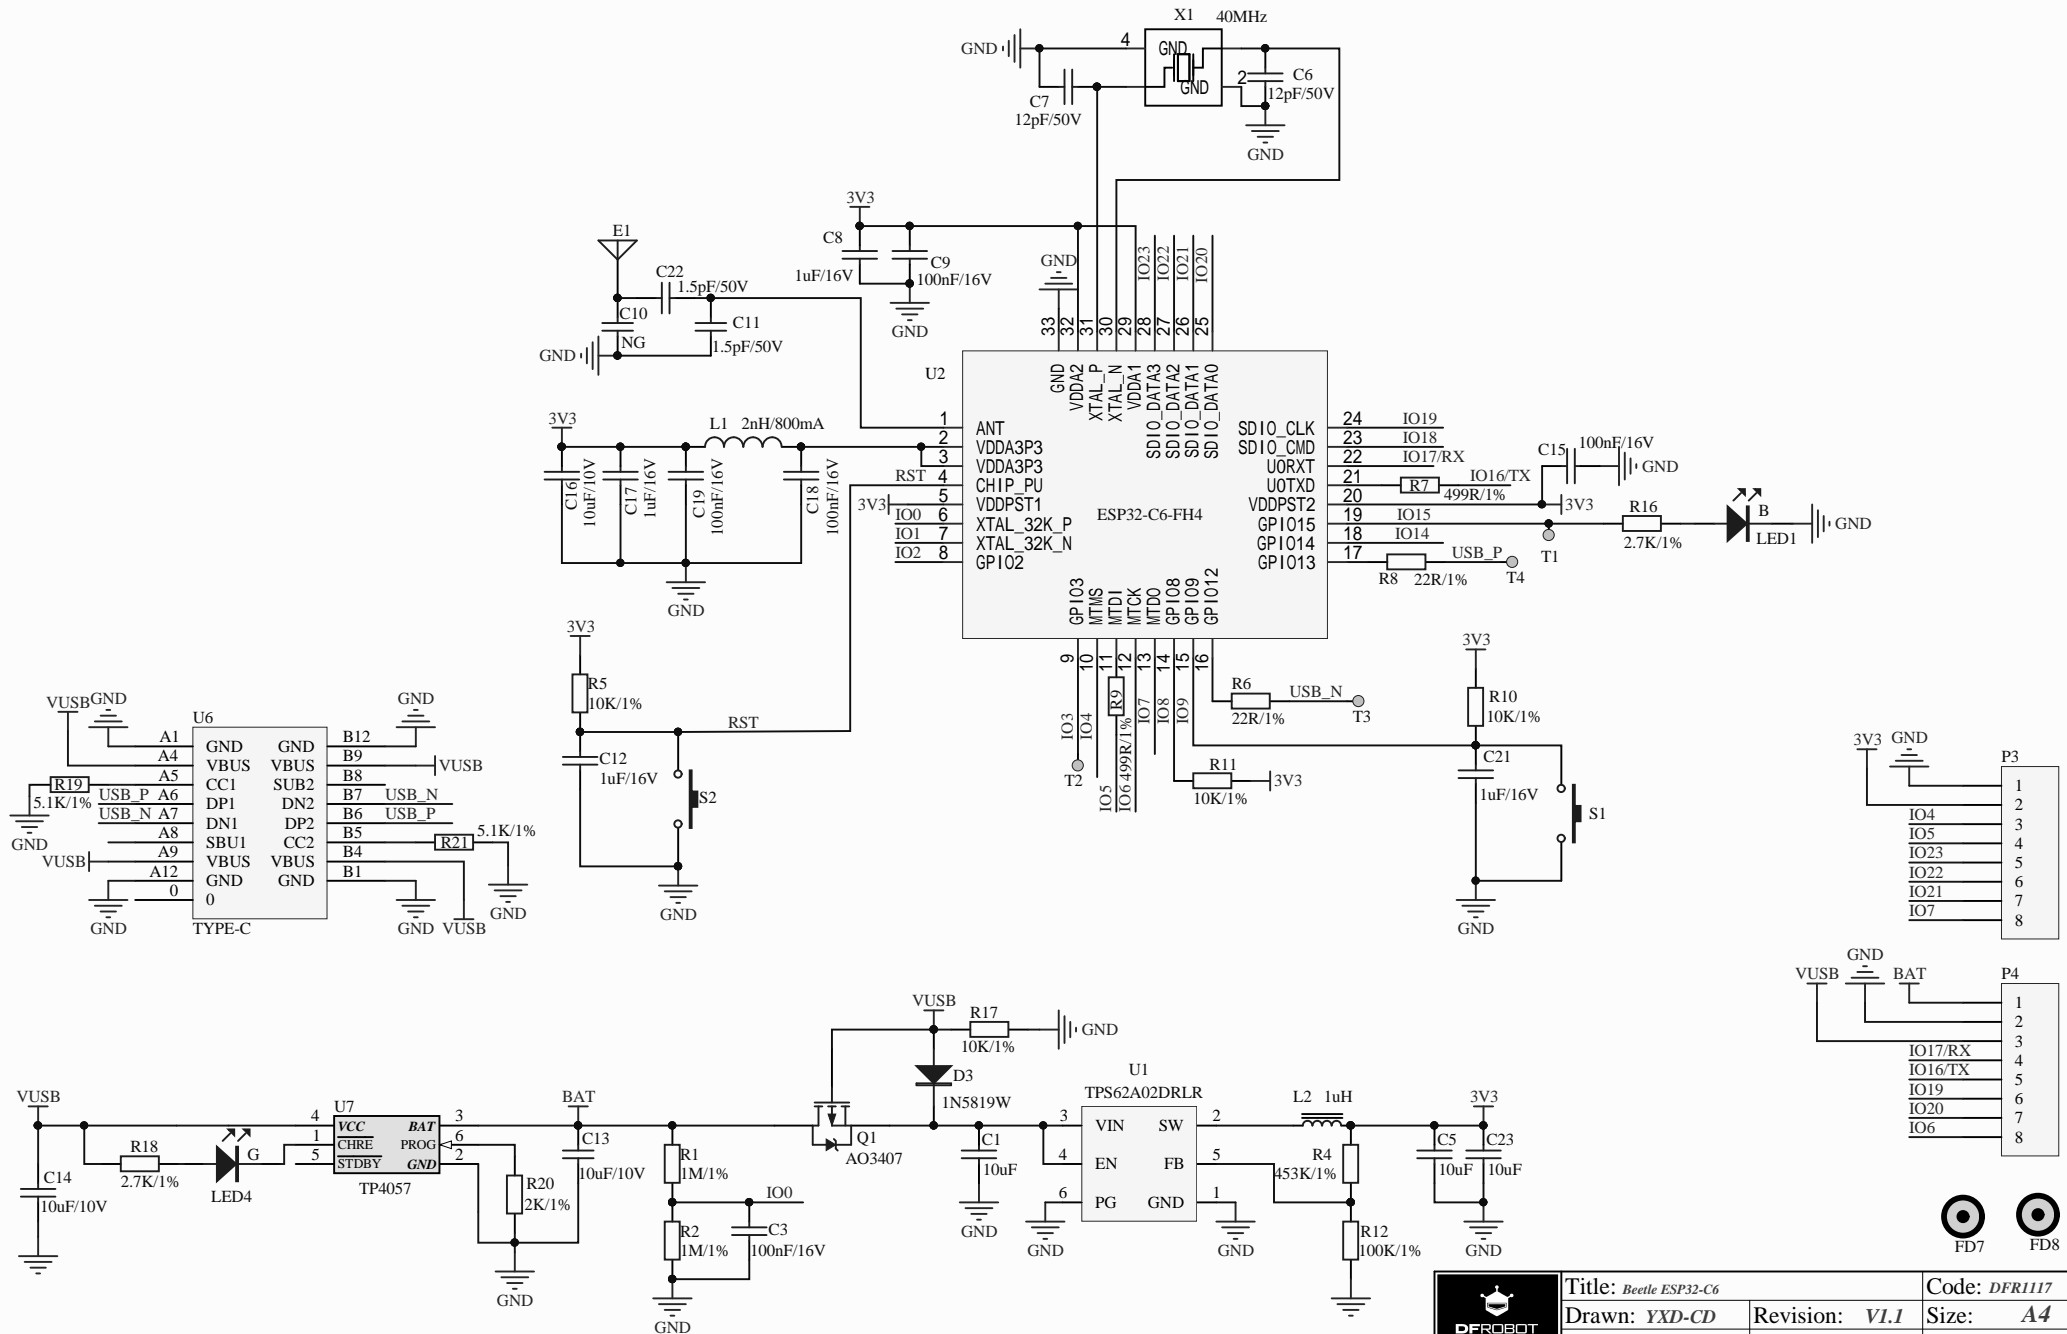 X1 40MHz
GND
4
GND
GND
2
C6
12pF/50V
C7
12pF/50V
GND
3V3
C8
1uF/16V
C9
100nF/16V
GND
E1
C22
1.5pF/50V
C10
NG
C11
1.5pF/50V
GND
GND
IO23
IO22
IO21
IO20
33
32
31
30
29
28
27
26
25
U2
GND
VDDA2
XTAL_P
XTAL_N
VDDA1
SDIO_DATA3
SDIO_DATA2
SDIO_DATA1
SDIO_DATA0
1 ANT
2 VDDA3P3
3 VDDA3P3
RST 4 CHIP_PU
3V3 5 VDDPST1
IO0 6 XTAL_32K_P
IO1 7 XTAL_32K_N
IO2 8 GPIO2
ESP32-C6-FH4
SDIO_CLK 24 IO19
SDIO_CMD 23 IO18
U0RXT 22 IO17/RX
U0TXD 21 R7 IO16/TX
499R/1%
VDDPST2 20 3V3
GPIO15 19 IO15
GPIO14 18 IO14
GPIO13 17 USB_P
R8 22R/1%
T4
T1
C15
100nF/16V
GND
R16
2.7K/1%
B
LED1
GND
GPIO3
MTMS
MTDI
MTCK
MTDO
GPIO8
GPIO9
GPIO12
9
10
11
12
13
14
15
16
IO3
IO4
R9
499R/1%
IO5
IO6
IO7
IO8
IO9
T2
R6
22R/1%
USB_N
T3
R11
10K/1%
3V3
3V3
L1 2nH/800mA
C16
10uF/10V
C17
1uF/16V
C19
100nF/16V
C18
100nF/16V
GND
3V3
R5
10K/1%
RST
C12
1uF/16V
S2
GND
3V3
R10
10K/1%
C21
1uF/16V
S1
GND
VUSB
GND
GND
U6
A1 GND GND B12
A4 VBUS VBUS B9 VUSB
R19 A5 CC1 SUB2 B8
5.1K/1%
USB_P A6 DP1 DN2 B7 USB_N
USB_N A7 DN1 DP2 B6 USB_P
A8 SBU1 CC2 B5 R21 5.1K/1%
GND
VUSB A9 VBUS VBUS B4
A12 GND GND B1
0 0
GND
TYPE-C
GND
VUSB
GND
3V3
GND
P3
1
2
IO4 3
IO5 4
IO23 5
IO22 6
IO21 7
IO7 8
VUSB
GND
BAT
P4
1
2
3
IO17/RX 4
IO16/TX 5
IO19 6
IO20 7
IO6 8
VUSB
C14
10uF/10V
R18
2.7K/1%
G
LED4
U7
4 VCC BAT 3
1 CHRE PROG 6
5 STDBY GND 2
TP4057
R20
2K/1%
GND
BAT
C13
10uF/10V
R1
1M/1%
IO0
R2
1M/1%
C3
100nF/16V
GND
Q1
AO3407
VUSB
R17
10K/1%
GND
D3
1N5819W
C1
10uF
GND
U1
TPS62A02DRLR
3 VIN SW 2
4 EN FB 5
6 PG GND 1
GND
GND
L2 1uH
R4
453K/1%
R12
100K/1%
3V3
C5
10uF
C23
10uF
GND
FD7
FD8
DFROBOT
Title: Beetle ESP32-C6
Code: DFR1117
Drawn: YXD-CD
Revision: V1.1
Size: A4